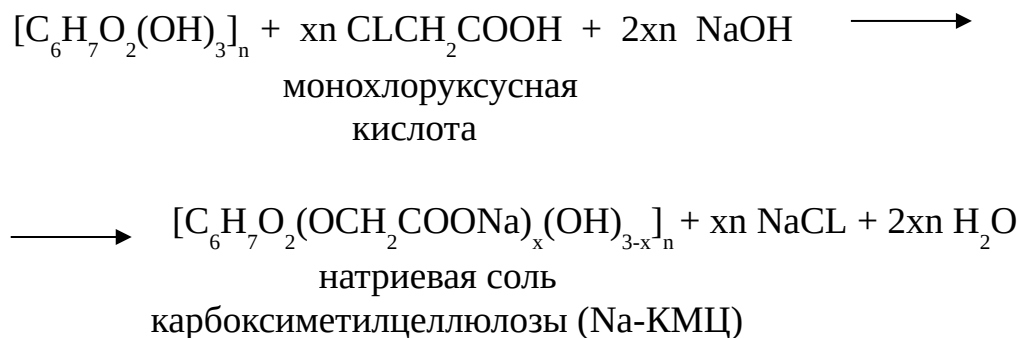 [C₆H₇O₂(OH)₃]ₙ + xn CLCH₂COOH + 2xn NaOH
монохлоруксусная
кислота
[C₆H₇O₂(OCH₂COONa)ₓ(OH)₃₋ₓ]ₙ + xn NaCL + 2xn H₂O
натриевая соль
карбоксиметилцеллюлозы (Na-КМЦ)